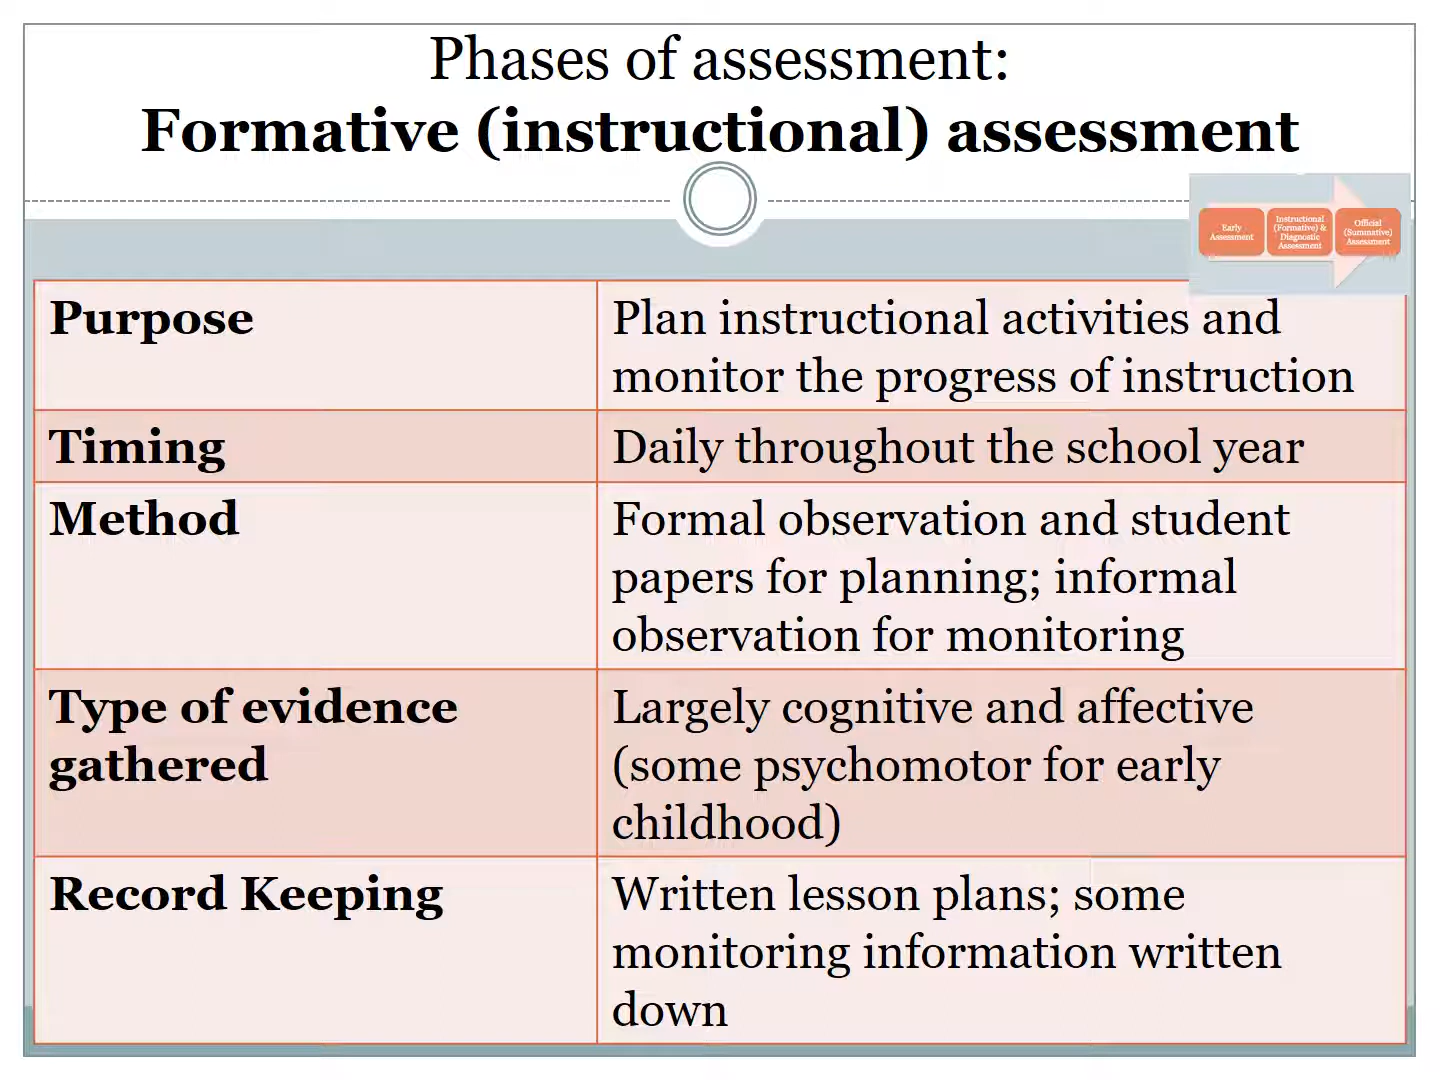 Phases of assessment:
Formative (instructional) assessment
Early
Assessment
Instructional
(Formative) &
Diagnostic
Assessment
Official
(Summative)
Assessment
Purpose
Plan instructional activities and
monitor the progress of instruction
Timing
Daily throughout the school year
Method
Formal observation and student
papers for planning; informal
observation for monitoring
Type of evidence
gathered
Largely cognitive and affective
(some psychomotor for early
childhood)
Record Keeping
Written lesson plans; some
monitoring information written
down